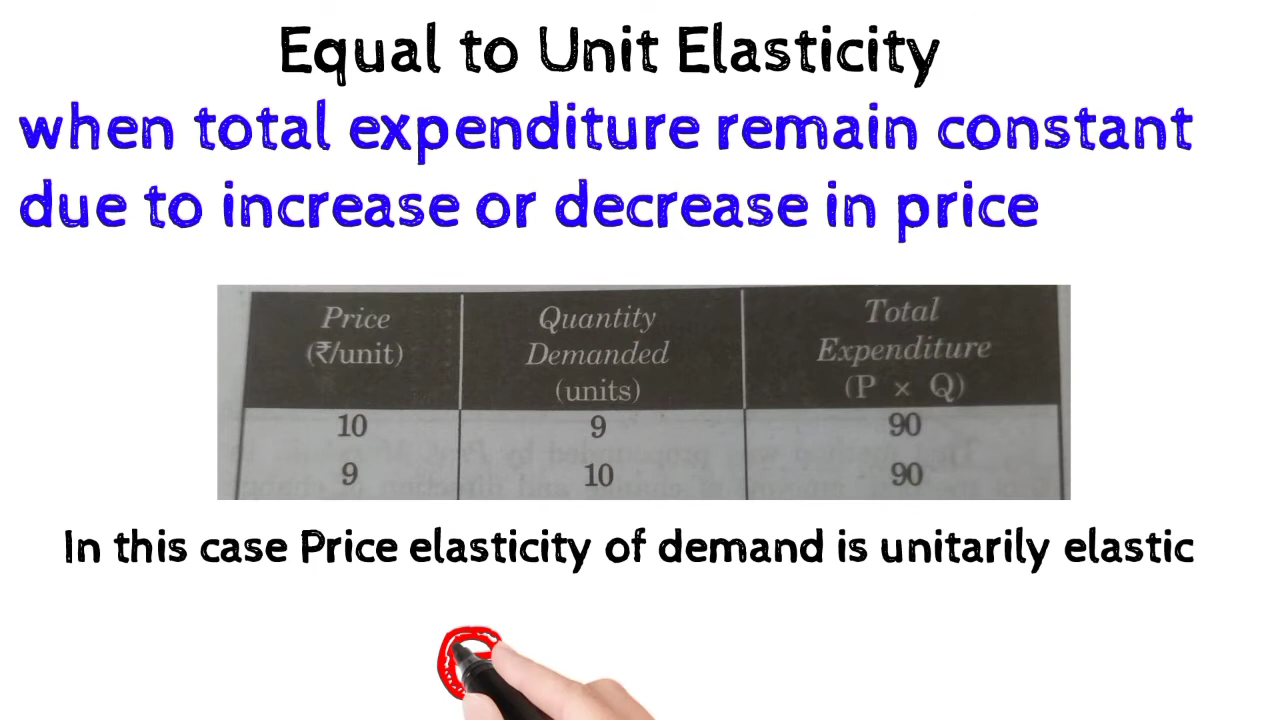 Equal to Unit Elasticity
when total expenditure remain constant
due to increase or decrease in price
Price (₹/unit)
Quantity Demanded (units)
Total Expenditure (P × Q)
10 9 90
9 10 90
In this case Price elasticity of demand is unitarily elastic